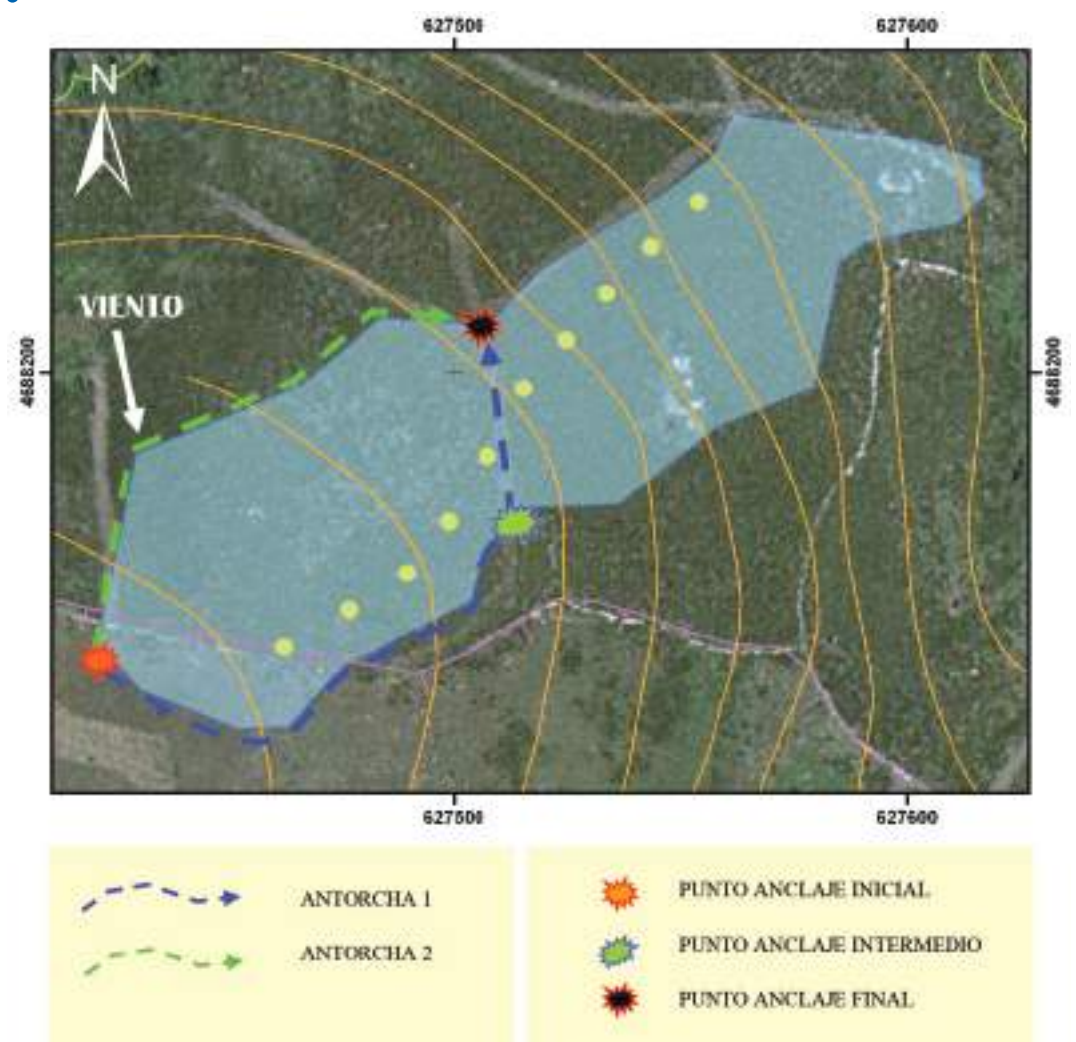 627500 627600
N
VIENTO
4688200 4688200
627500 627600
ANTORCHA 1
ANTORCHA 2
PUNTO ANCLAJE INICIAL
PUNTO ANCLAJE INTERMEDIO
PUNTO ANCLAJE FINAL